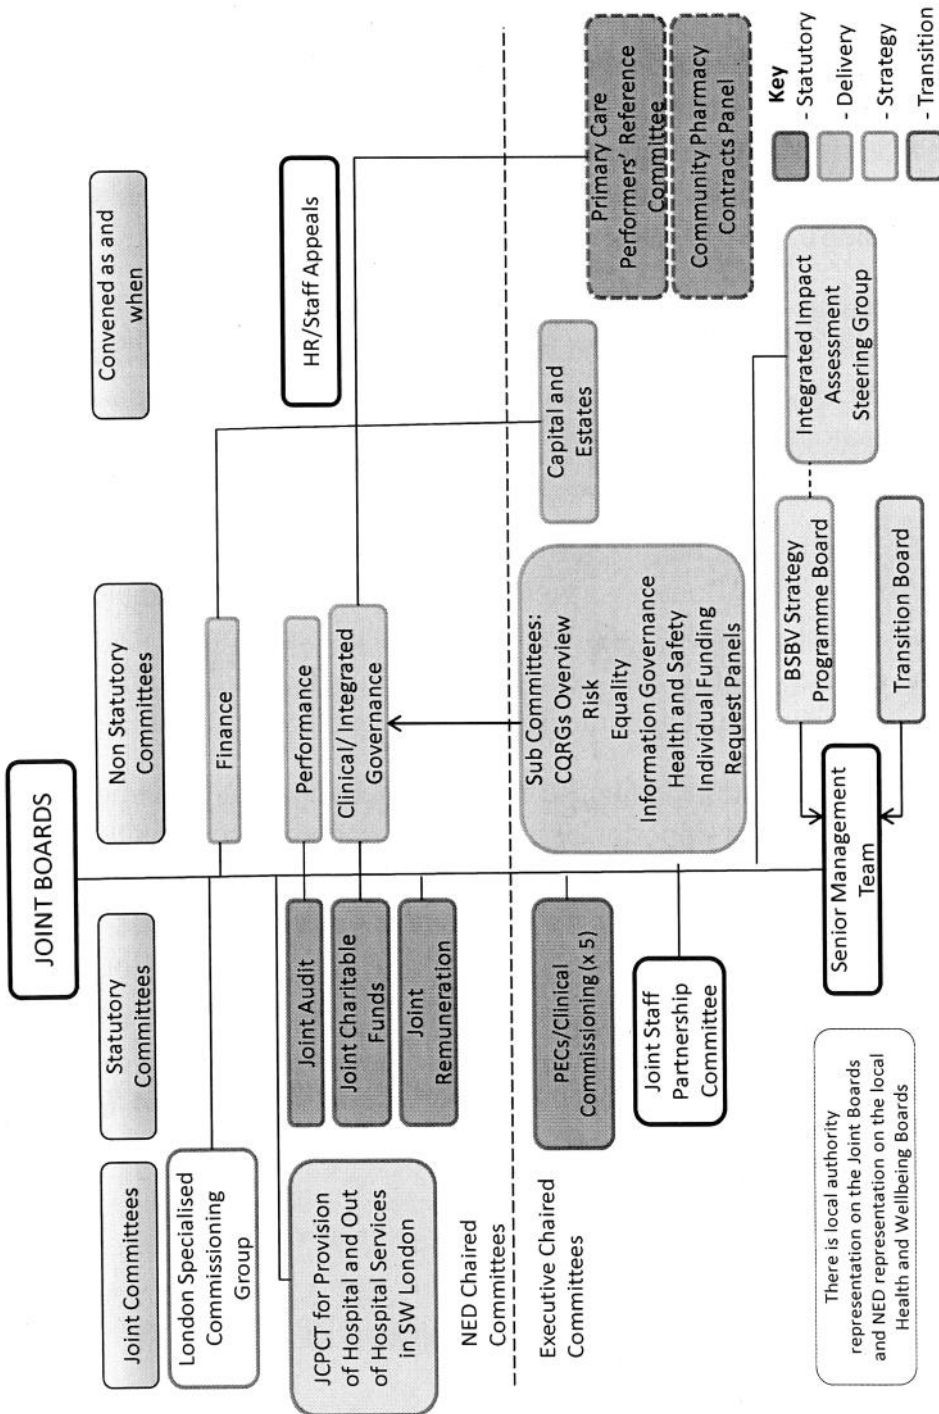 JOINT BOARDS
Joint Committees
Statutory
Committees
Non Statutory
Committees
Convened as and
when
London Specialised
Commissioning
Group
Finance
JCPCT for Provision
of Hospital and Out
of Hospital Services
in SW London
Joint Audit
Joint Charitable
Funds
Joint
Remuneration
Performance
Clinical/ Integrated
Governance
HR/Staff Appeals
NED Chaired
Committees
Executive Chaired
Committees
PECs/Clinical
Commissioning (x 5)
Joint Staff
Partnership
Committee
Sub Committees:
CQRGs Overview
Risk
Equality
Information Governance
Health and Safety
Individual Funding
Request Panels
Capital and
Estates
Primary Care
Performers' Reference
Committee
Community Pharmacy
Contracts Panel
There is local authority
representation on the Joint Boards
and NED representation on the local
Health and Wellbeing Boards
Senior Management
Team
BSBV Strategy
Programme Board
Transition Board
Integrated Impact
Assessment
Steering Group
Key
- Statutory
- Delivery
- Strategy
- Transition